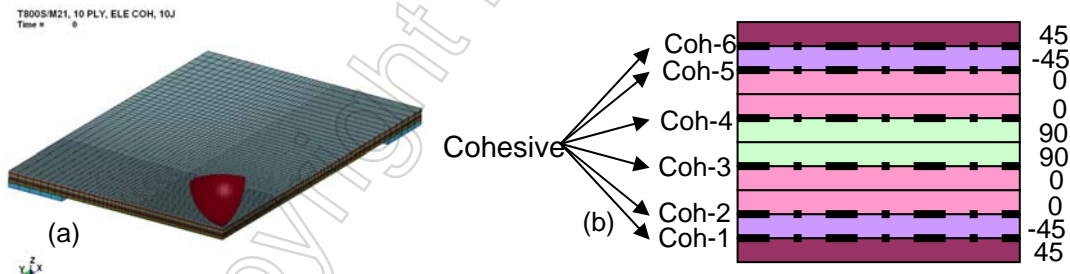 T800S/M21, 10 PLY, ELE COH, 10J
Time = 0
(a)
Z
Y X
Cohesive
Coh-6
Coh-5
Coh-4
Coh-3
Coh-2
Coh-1
(b)
45
-45
0
0
90
90
0
0
-45
45